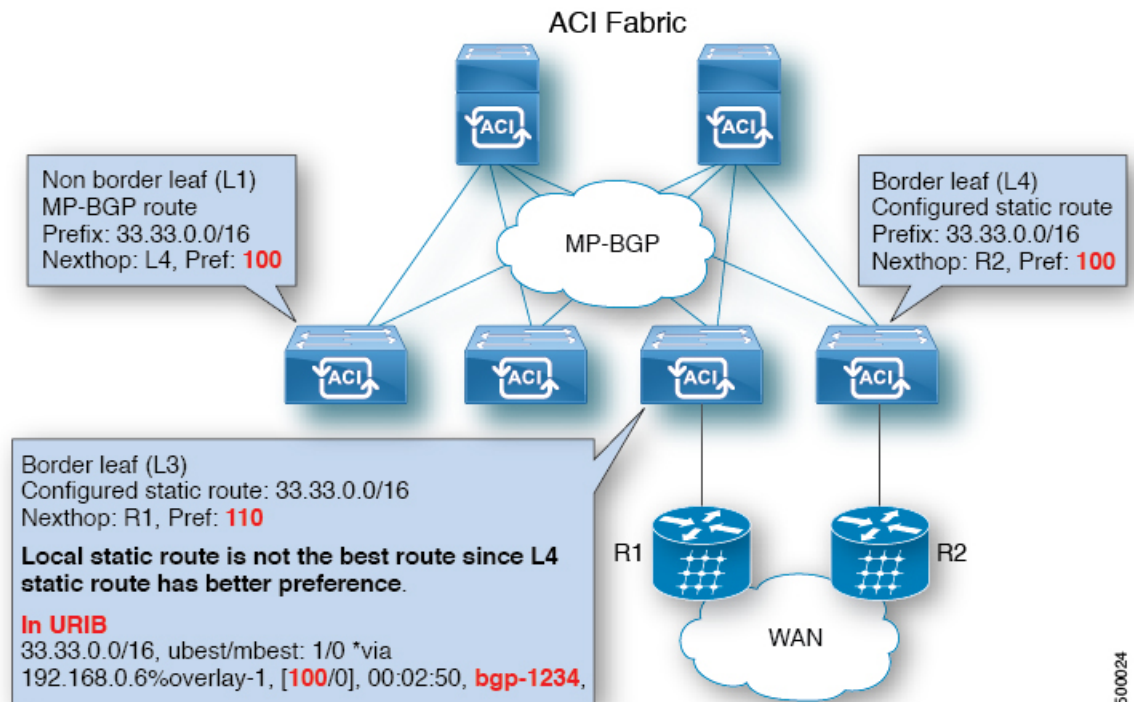 ACI Fabric
ACI
ACI
Non border leaf (L1)
MP-BGP route
Prefix: 33.33.0.0/16
Nexthop: L4, Pref: 100
MP-BGP
Border leaf (L4)
Configured static route
Prefix: 33.33.0.0/16
Nexthop: R2, Pref: 100
ACI
ACI
ACI
ACI
Border leaf (L3)
Configured static route: 33.33.0.0/16
Nexthop: R1, Pref: 110
Local static route is not the best route since L4
static route has better preference.
In URIB
33.33.0.0/16, ubest/mbest: 1/0 *via
192.168.0.6%overlay-1, [100/0], 00:02:50, bgp-1234,
R1
R2
WAN